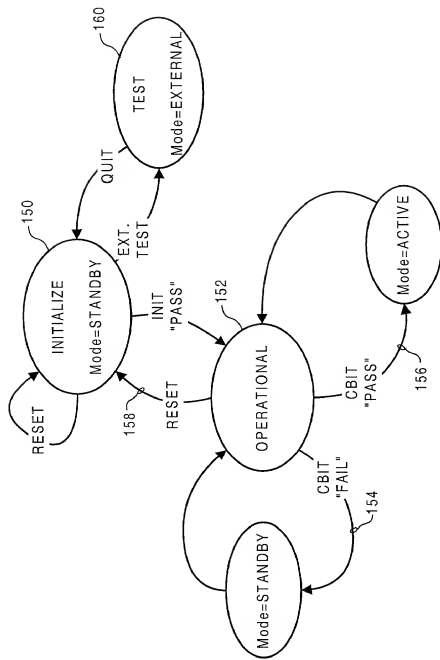 160
TEST
Mode=EXTERNAL
QUIT
EXT.
TEST
150
INITIALIZE
Mode=STANDBY
RESET
INIT
"PASS"
158
RESET
152
OPERATIONAL
CBIT
"PASS"
156
Mode=ACTIVE
CBIT
"FAIL"
154
Mode=STANDBY